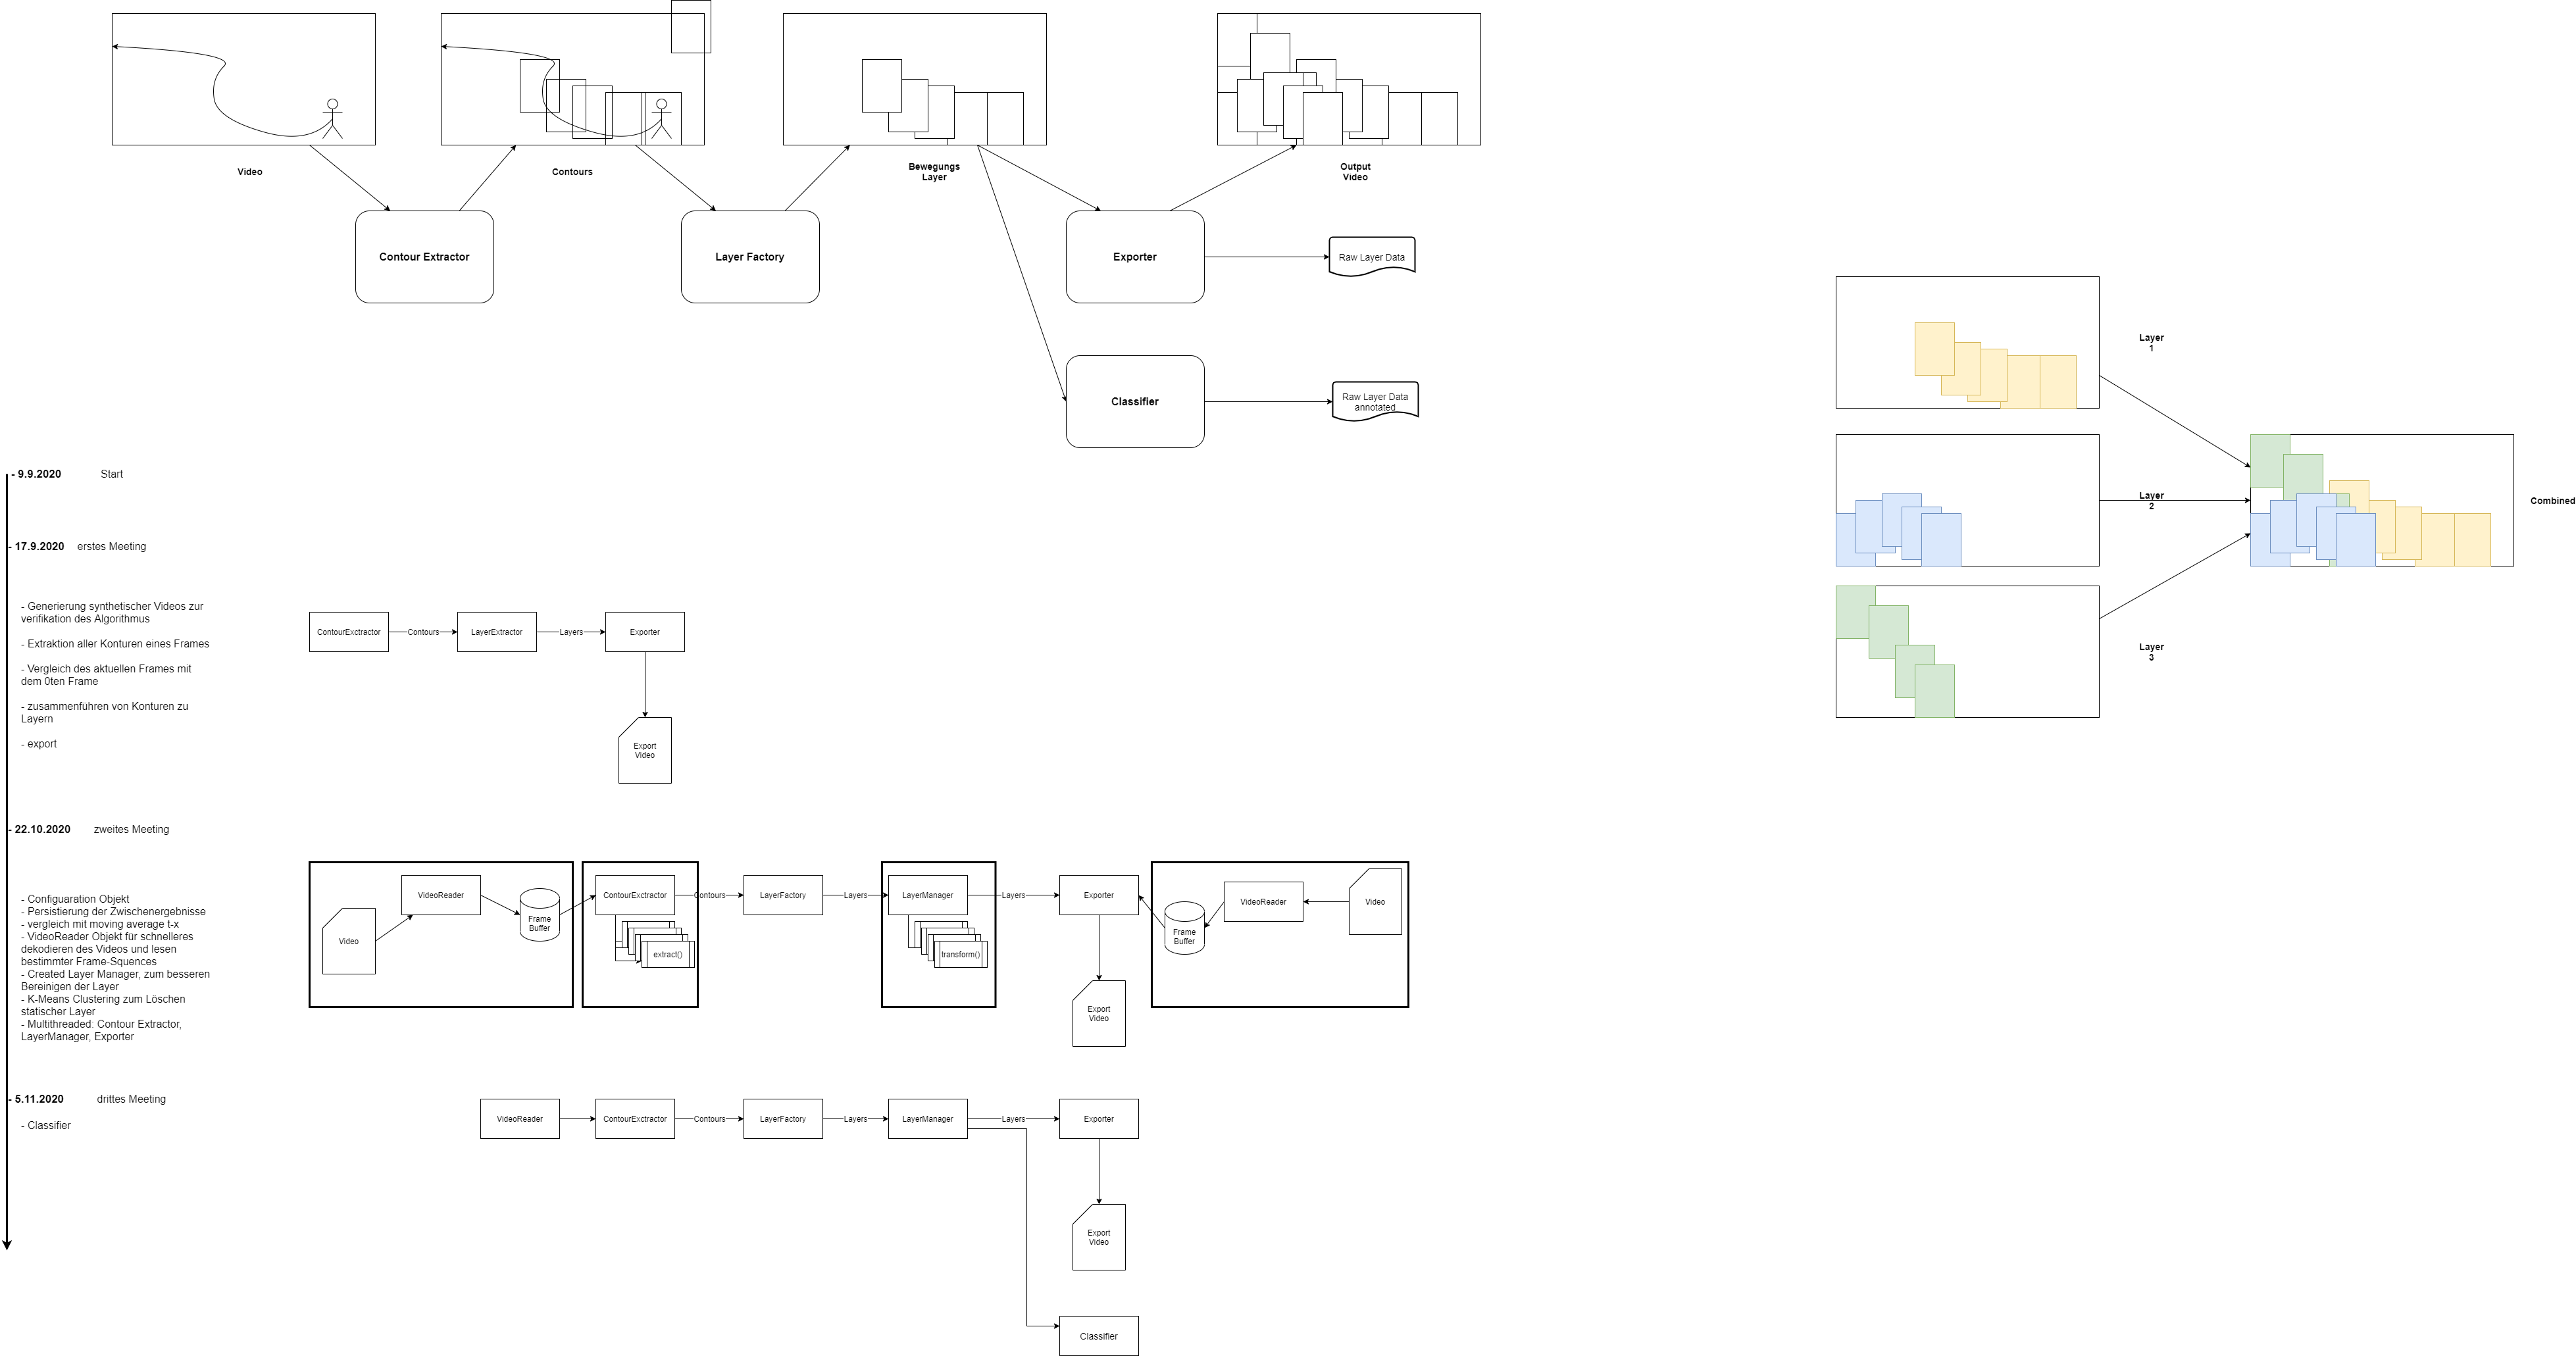 Video
Contours
Bewegungs
Layer
Output
Video
Contour Extractor
Layer Factory
Exporter
Raw Layer Data
Classifier
Raw Layer Data
annotated
Layer
1
Layer
2
Layer
3
Combined
- 9.9.2020 Start
- 17.9.2020 erstes Meeting
- Generierung synthetischer Videos zur
verifikation des Algorithmus
- Extraktion aller Konturen eines Frames
- Vergleich des aktuellen Frames mit
dem 0ten Frame
- zusammenführen von Konturen zu
Layern
- export
ContourExctractor
Contours
LayerExtractor
Layers
Exporter
Export
Video
- 22.10.2020 zweites Meeting
- Configuaration Objekt
- Persistierung der Zwischenergebnisse
- vergleich mit moving average t-x
- VideoReader Objekt für schnelleres
dekodieren des Videos und lesen
bestimmter Frame-Squences
- Created Layer Manager, zum besseren
Bereinigen der Layer
- K-Means Clustering zum Löschen
statischer Layer
- Multithreaded: Contour Extractor,
LayerManager, Exporter
Video
VideoReader
Frame
Buffer
ContourExctractor
extract()
Contours
LayerFactory
Layers
LayerManager
transform()
Layers
Exporter
Export
Video
Frame
Buffer
VideoReader
Video
- 5.11.2020 drittes Meeting
- Classifier
VideoReader
ContourExctractor
Contours
LayerFactory
Layers
LayerManager
Layers
Exporter
Export
Video
Classifier